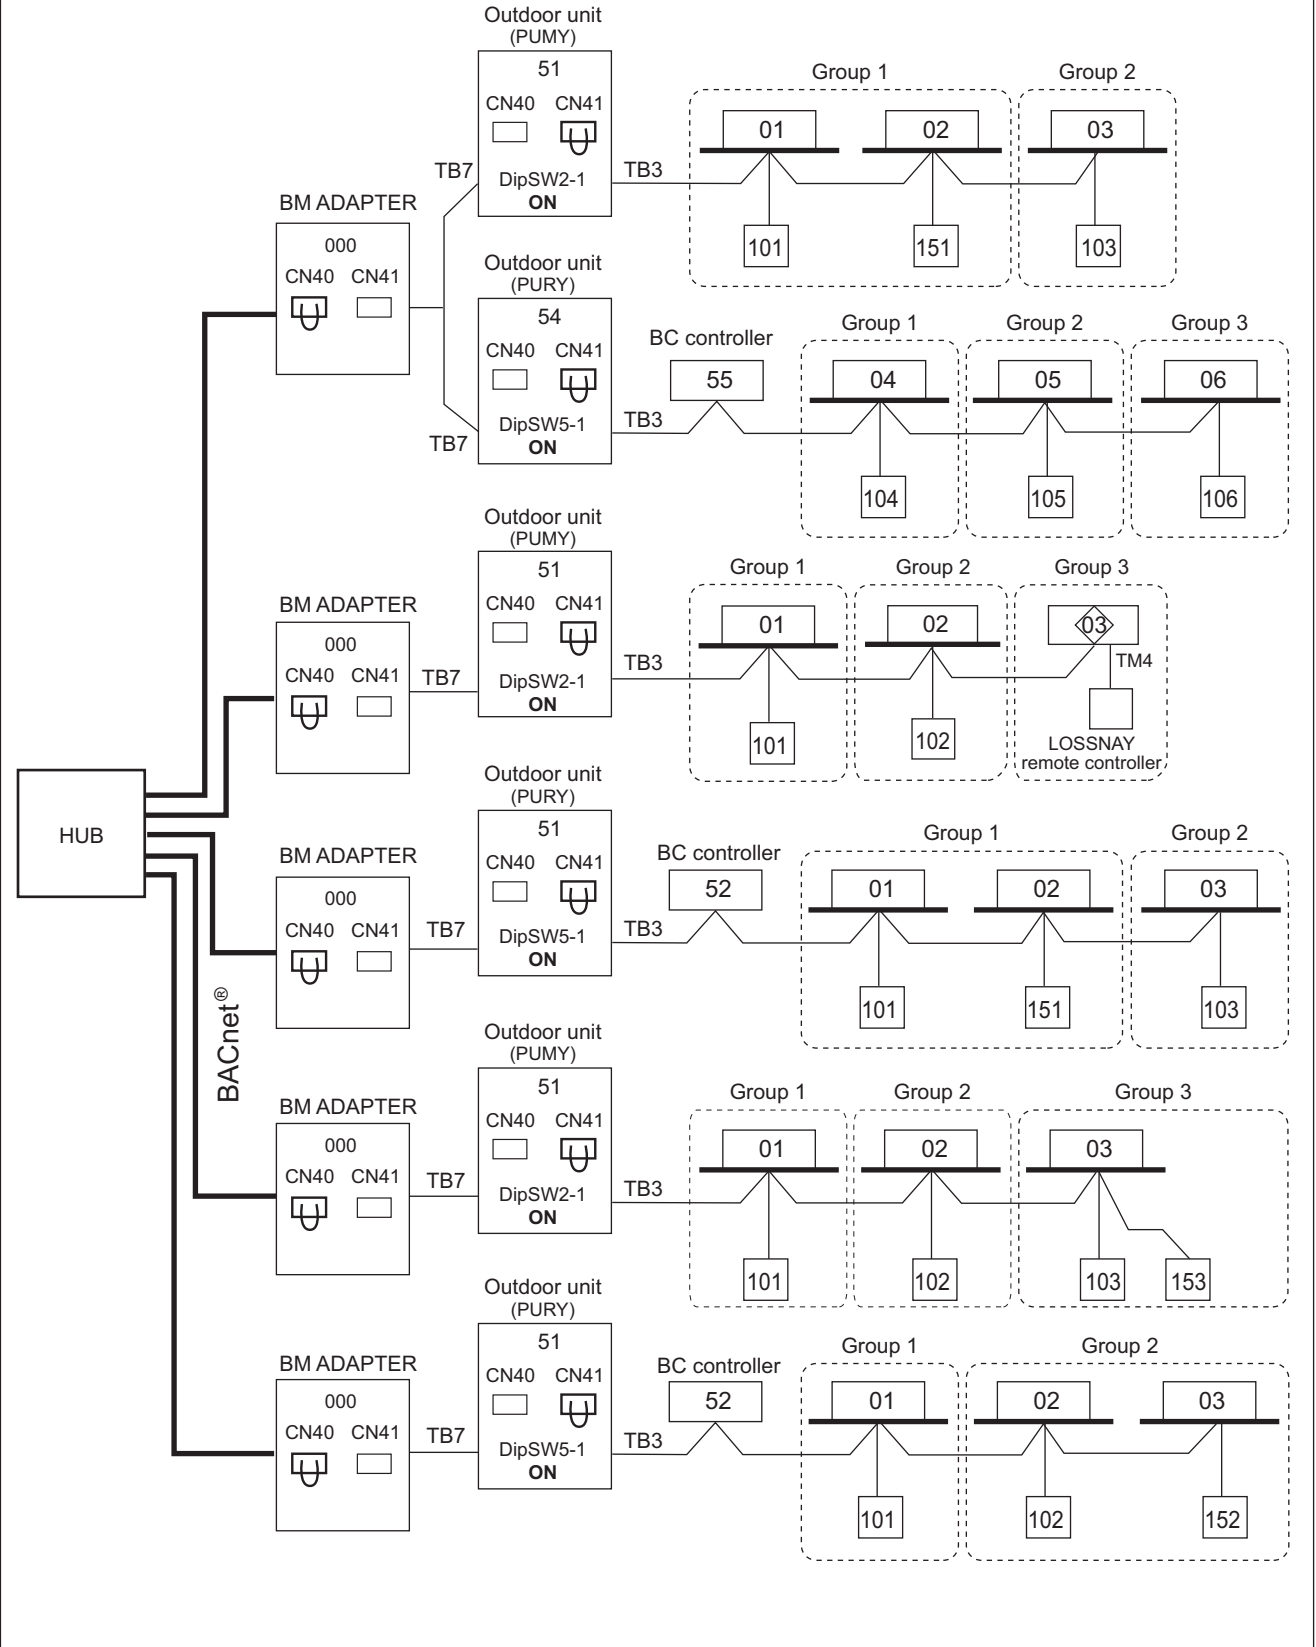 Outdoor unit
(PUMY)
51
CN40 CN41
DipSW2-1
ON
TB7
TB3
Group 1
01
02
101
151
Group 2
03
103
BM ADAPTER
000
CN40 CN41
Outdoor unit
(PURY)
54
CN40 CN41
DipSW5-1
ON
TB7
TB3
BC controller
55
Group 1
04
104
Group 2
05
105
Group 3
06
106
BM ADAPTER
000
CN40 CN41
TB7
Outdoor unit
(PUMY)
51
CN40 CN41
DipSW2-1
ON
TB3
Group 1
01
101
Group 2
02
102
Group 3
03
TM4
LOSSNAY
remote controller
HUB
BACnet®
BM ADAPTER
000
CN40 CN41
TB7
Outdoor unit
(PURY)
51
CN40 CN41
DipSW5-1
ON
TB3
BC controller
52
Group 1
01
02
101
151
Group 2
03
103
BM ADAPTER
000
CN40 CN41
TB7
Outdoor unit
(PUMY)
51
CN40 CN41
DipSW2-1
ON
TB3
Group 1
01
101
Group 2
02
102
Group 3
03
103
153
BM ADAPTER
000
CN40 CN41
TB7
Outdoor unit
(PURY)
51
CN40 CN41
DipSW5-1
ON
TB3
BC controller
52
Group 1
01
101
Group 2
02
03
102
152